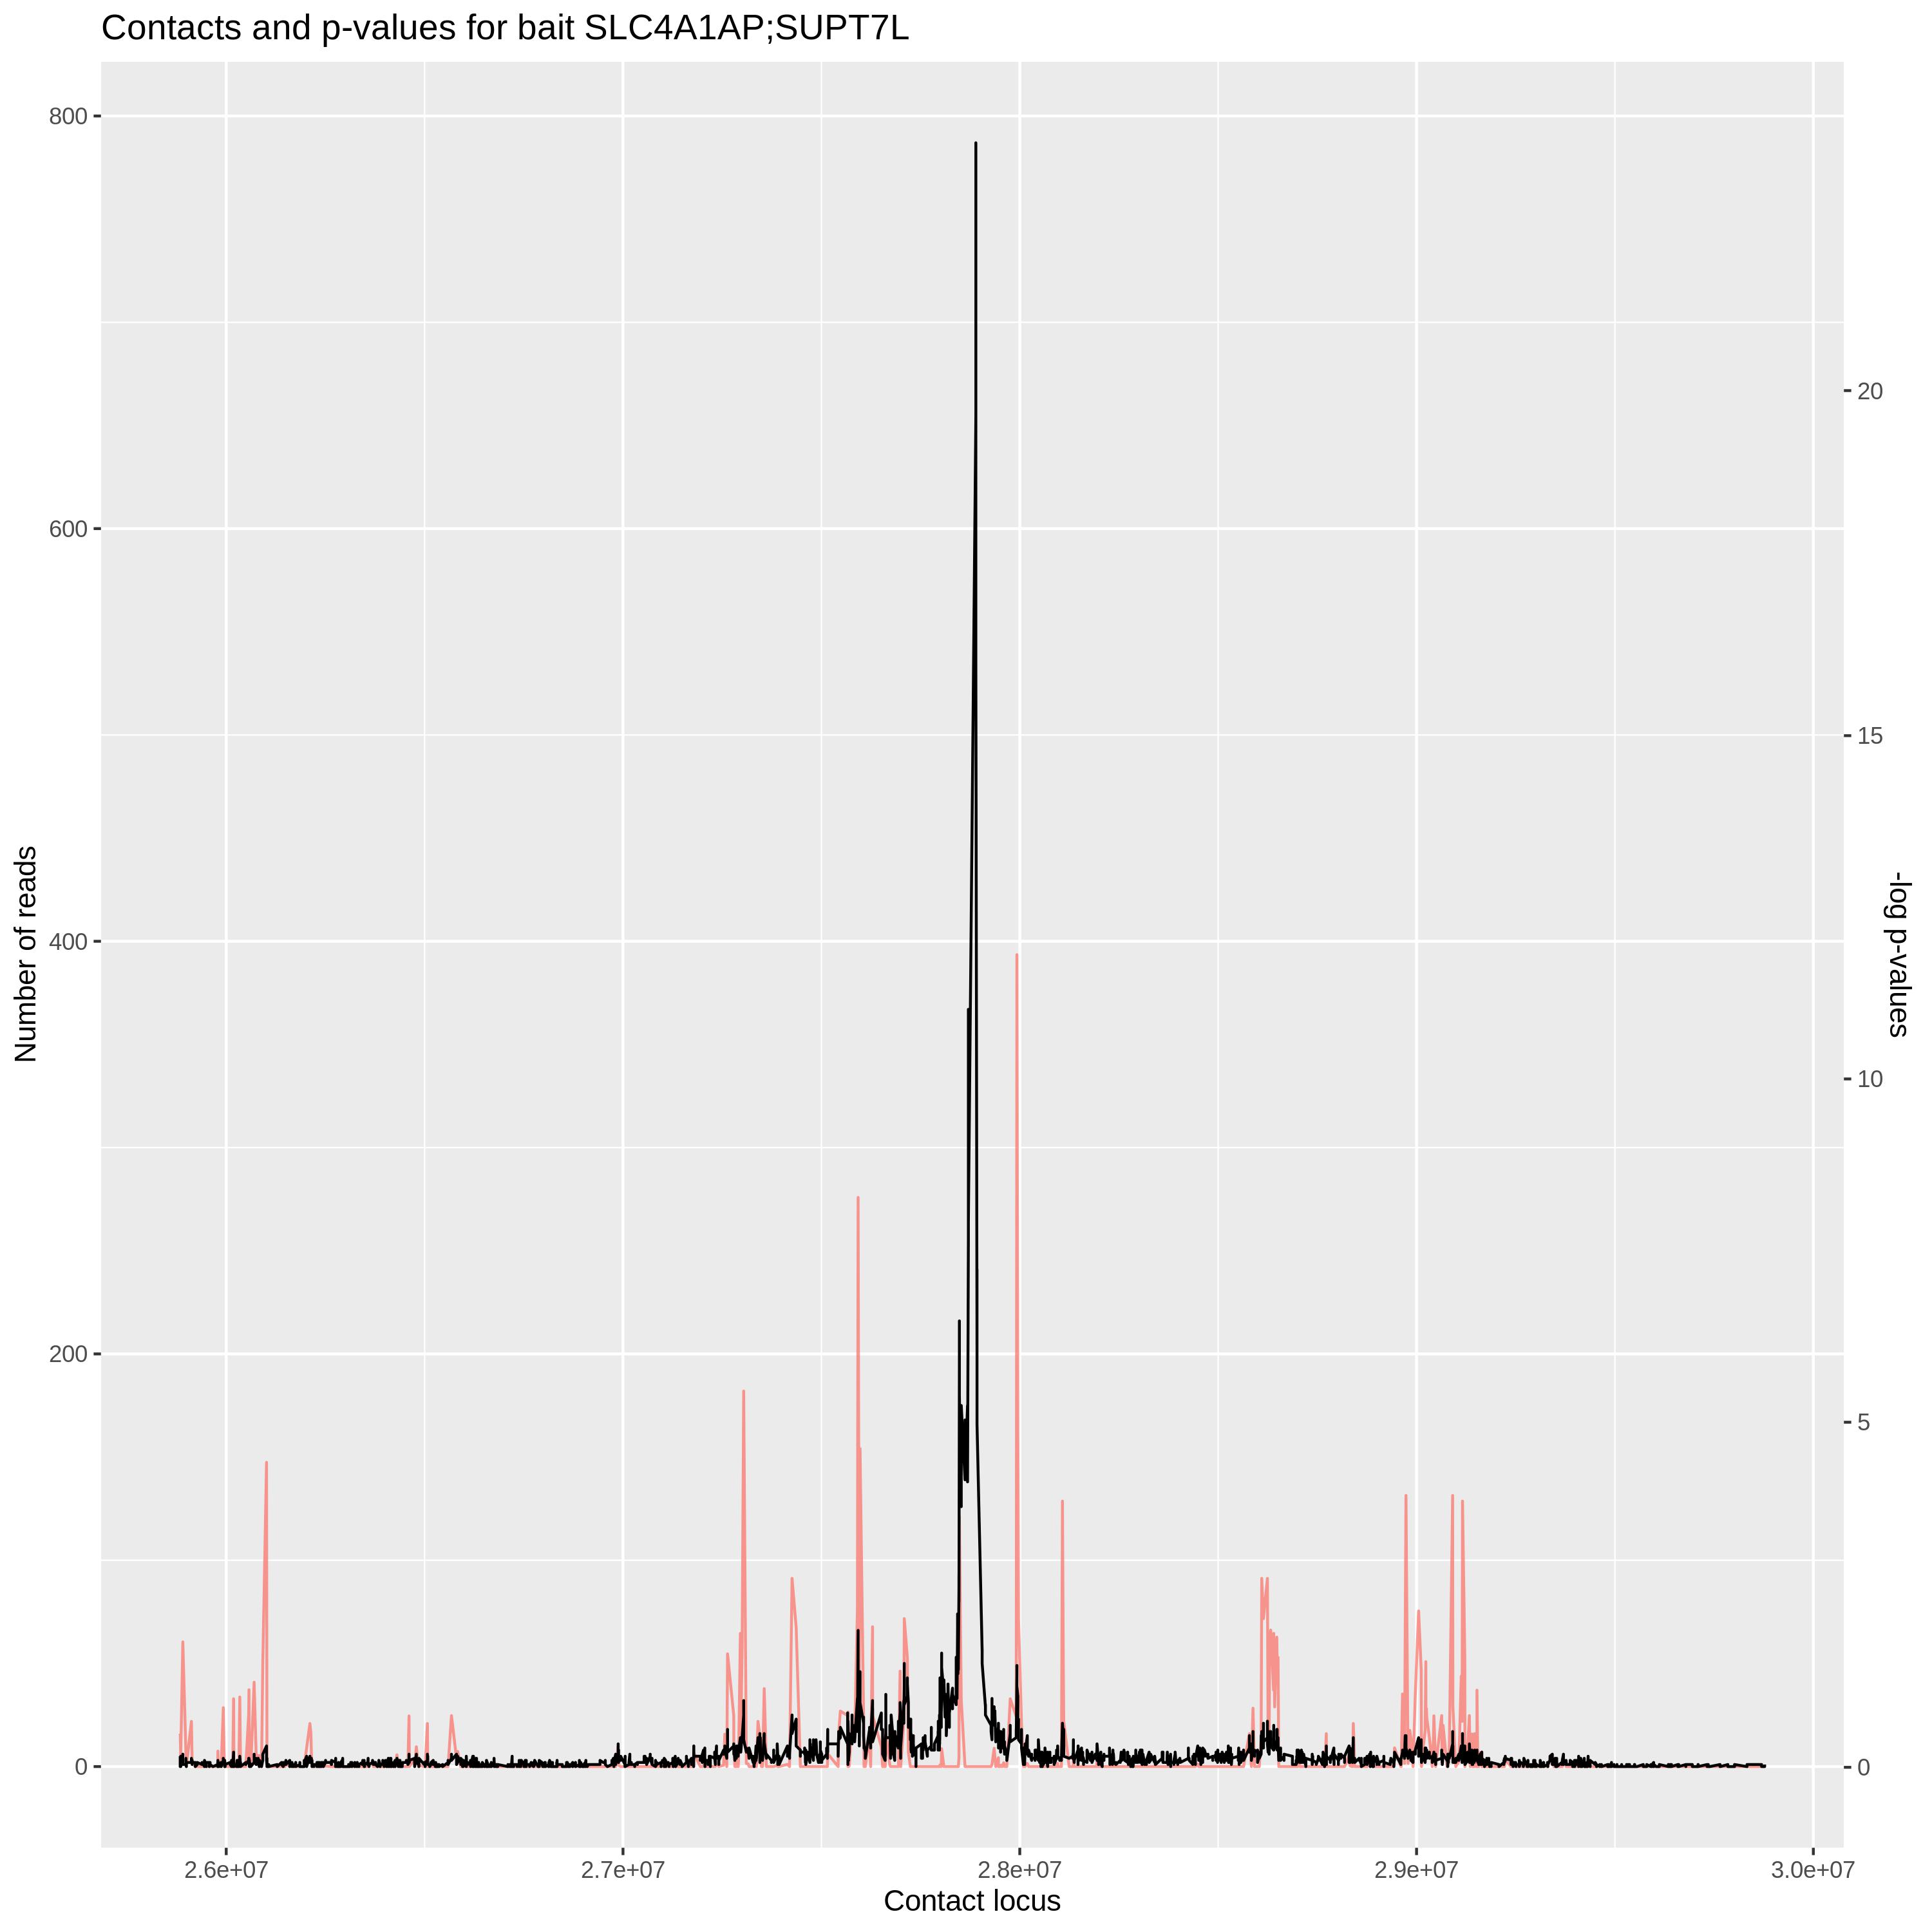 Contacts and p-values for bait SLC4A1AP;SUPT7L
800
600
400
200
0
Number of reads
20
15
10
5
0
-log p-values
2.6e+07
2.7e+07
2.8e+07
2.9e+07
3.0e+07
Contact locus